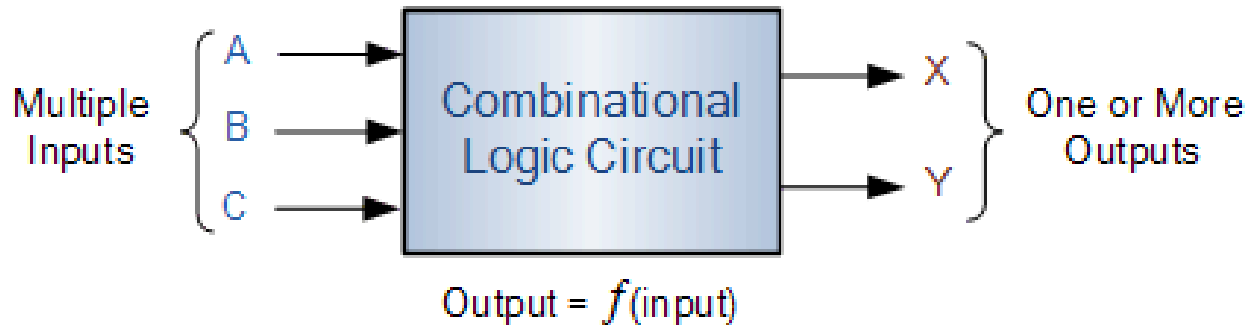 Multiple
Inputs
A
B
C
Combinational
Logic Circuit
X
Y
One or More
Outputs
Output = f(input)